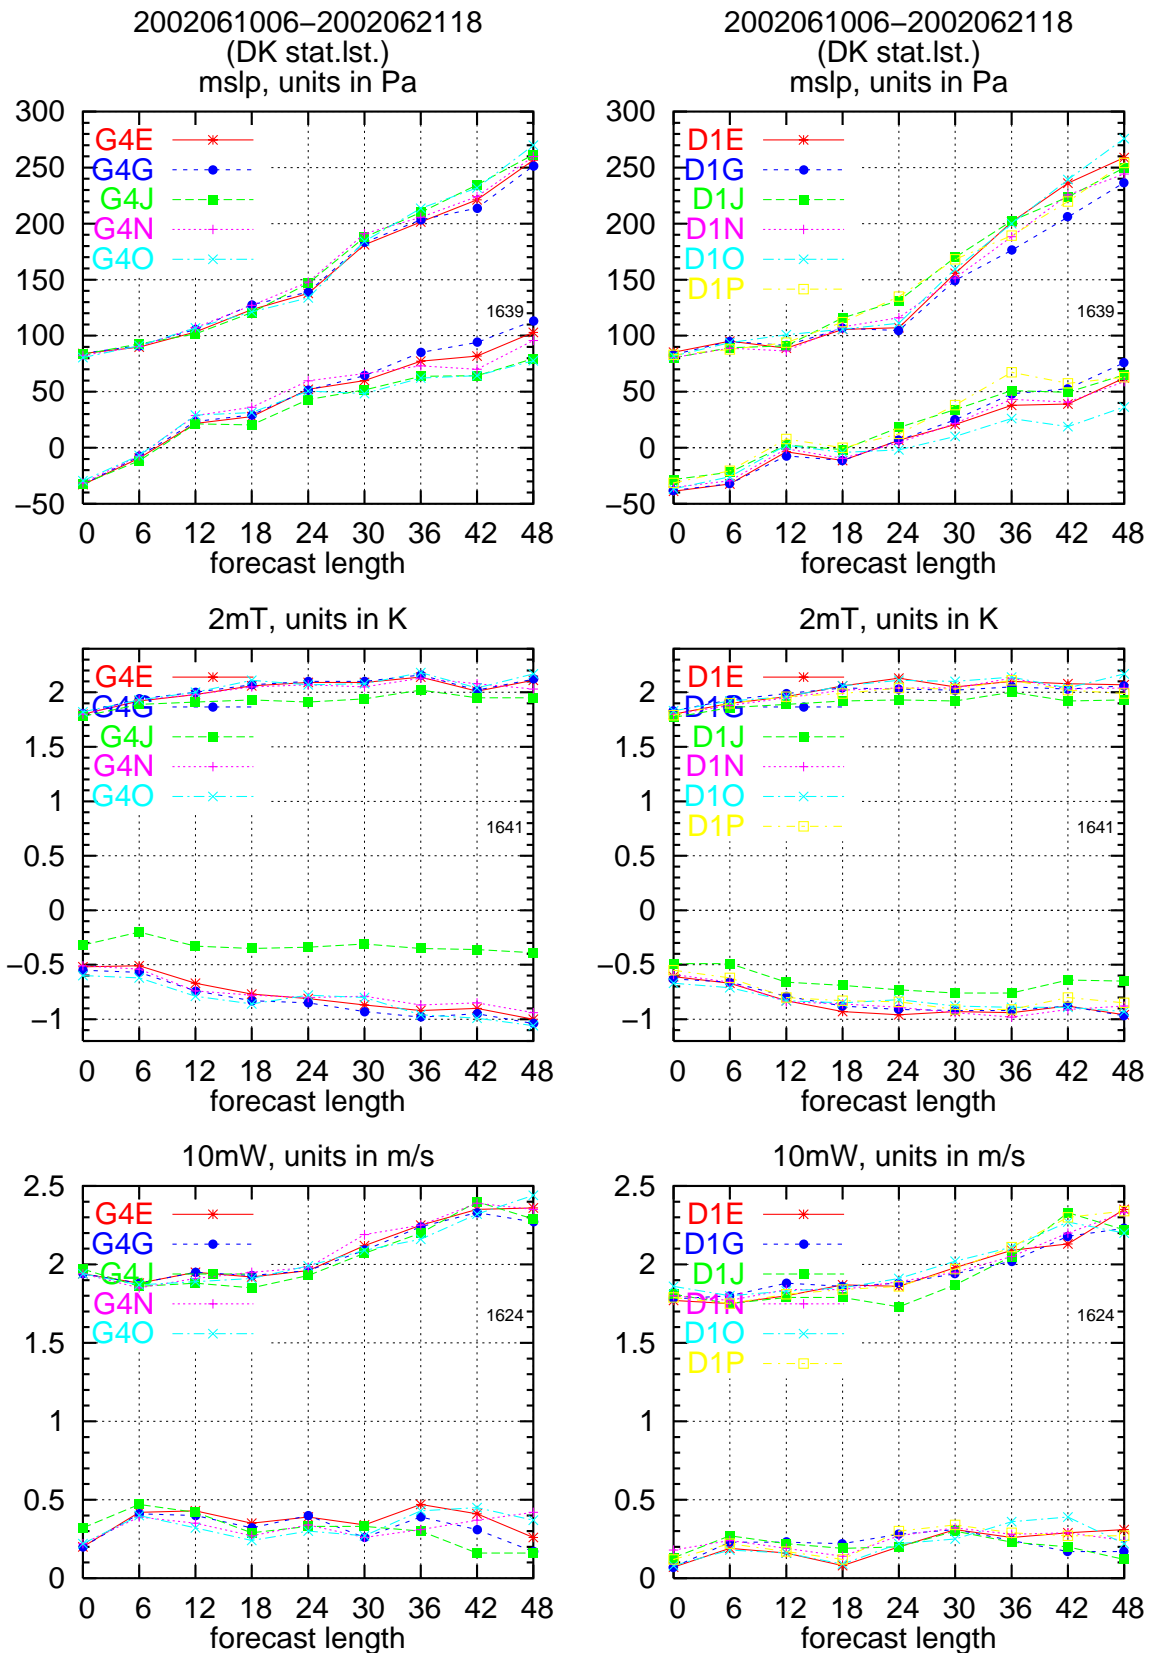 2002061006−2002062118
(DK stat.lst.)
mslp, units in Pa
300
250
200
150
100
50
0
−50
G4E
G4G
G4J
G4N
G4O
1639
0 6 12 18 24 30 36 42 48
forecast length
2002061006−2002062118
(DK stat.lst.)
mslp, units in Pa
300
250
200
150
100
50
0
−50
D1E
D1G
D1J
D1N
D1O
D1P
1639
0 6 12 18 24 30 36 42 48
forecast length
2mT, units in K
2
1.5
1
0.5
0
−0.5
−1
G4E
G4G
G4J
G4N
G4O
1641
0 6 12 18 24 30 36 42 48
forecast length
2mT, units in K
2
1.5
1
0.5
0
−0.5
−1
D1E
D1G
D1J
D1N
D1O
D1P
1641
0 6 12 18 24 30 36 42 48
forecast length
10mW, units in m/s
2.5
2
1.5
1
0.5
0
G4E
G4G
G4J
G4N
G4O
1624
0 6 12 18 24 30 36 42 48
forecast length
10mW, units in m/s
2.5
2
1.5
1
0.5
0
D1E
D1G
D1J
D1N
D1O
D1P
1624
0 6 12 18 24 30 36 42 48
forecast length